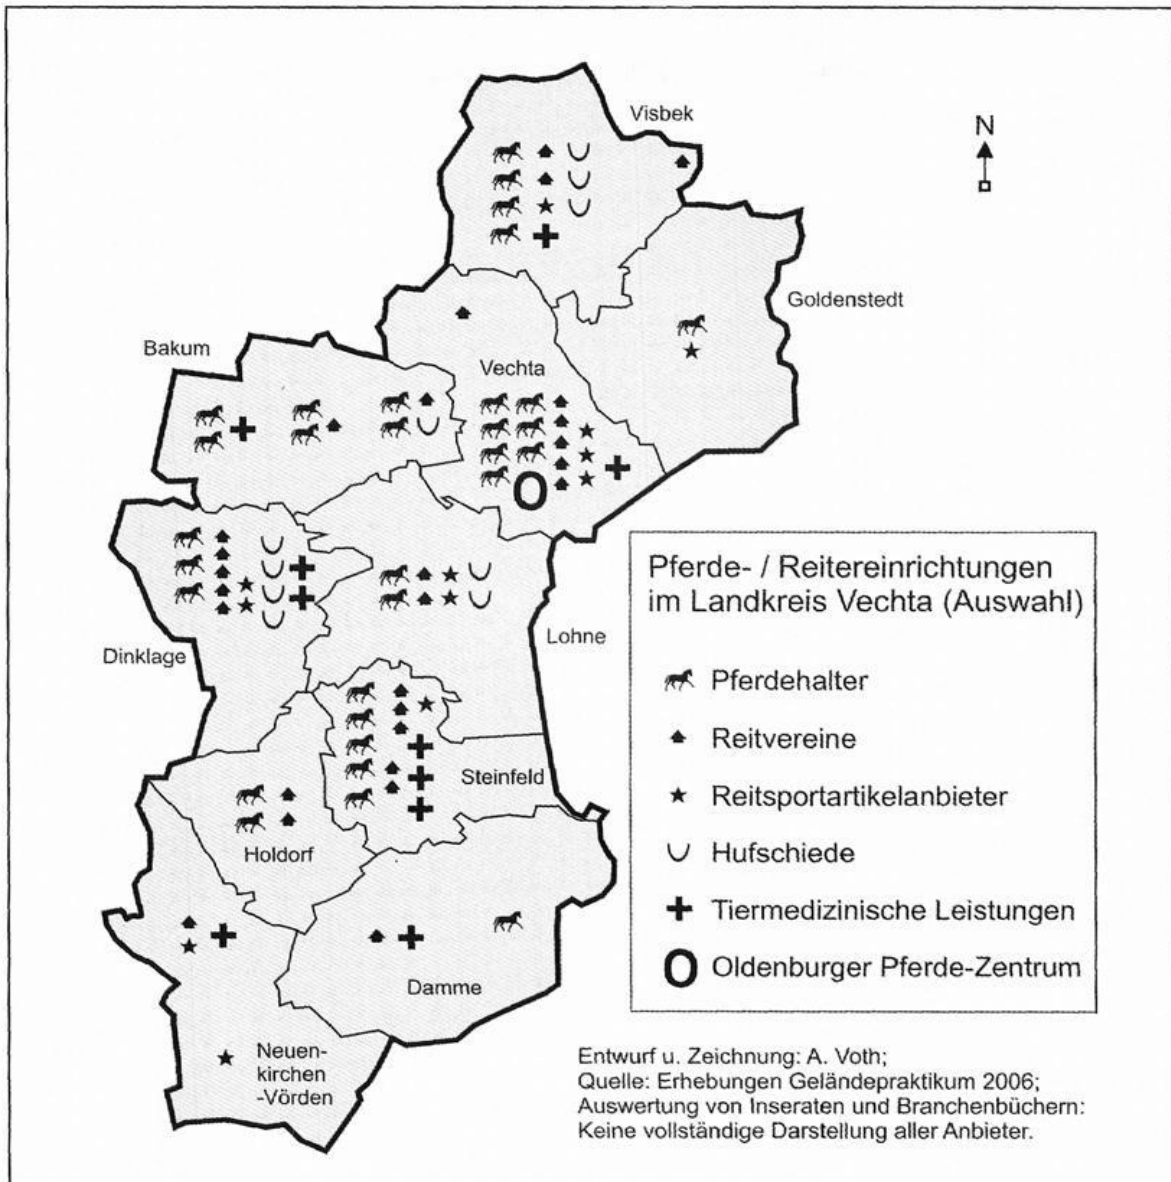 Visbek
N
Goldenstedt
Bakum
Vechta
Dinklage
Lohne
Steinfeld
Holdorf
Damme
Neuen-
kirchen
-Vörden
Pferde- / Reitereinrichtungen
im Landkreis Vechta (Auswahl)
Pferdehalter
Reitvereine
Reitsportartikelanbieter
Hufschiede
Tiermedizinische Leistungen
Oldenburger Pferde-Zentrum
Entwurf u. Zeichnung: A. Voth;
Quelle: Erhebungen Geländepraktikum 2006;
Auswertung von Inseraten und Branchenbüchern:
Keine vollständige Darstellung aller Anbieter.